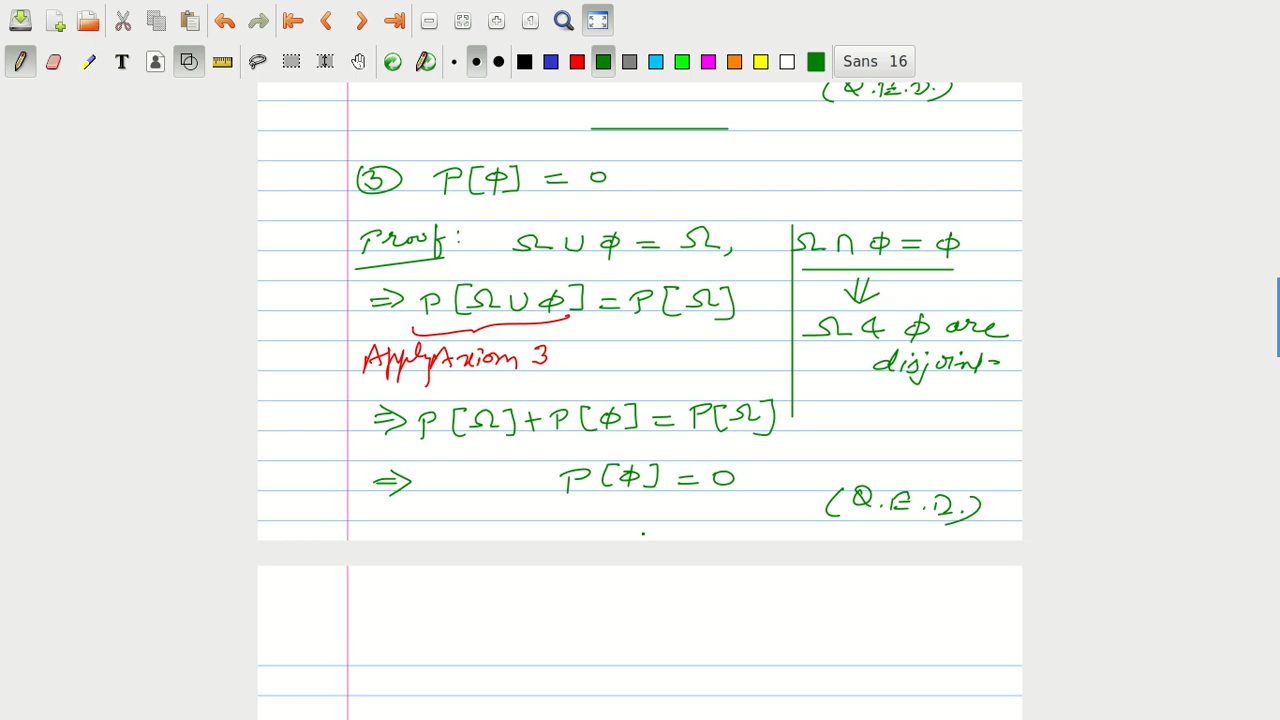 Sans 16
(Q.E.D.)
③ P[ϕ] = 0
Proof: Ω ∪ ϕ = Ω,
Ω ∩ ϕ = ϕ
⇓
Ω & ϕ are
disjoint
⇒ P[Ω ∪ ϕ] = P[Ω]
Apply Axiom 3
⇒ P[Ω] + P[ϕ] = P[Ω]
⇒ P[ϕ] = 0
(Q.E.D.)